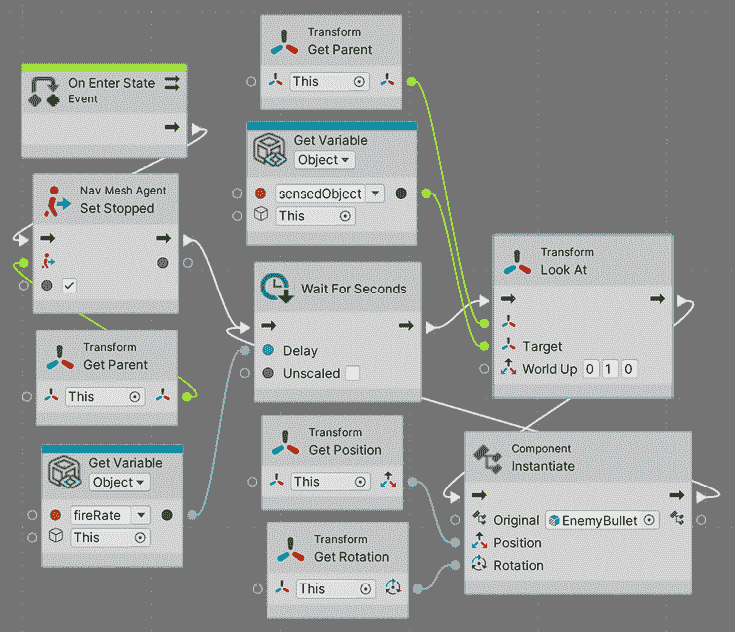 Transform
Get Parent
This
On Enter State
Event
Get Variable
Object
sensedObject
This
Nav Mesh Agent
Set Stopped
Transform
Look At
Target
World Up 0 1 0
Wait For Seconds
Delay
Unscaled
Transform
Get Parent
This
Get Variable
Object
fireRate
This
Transform
Get Position
This
Component
Instantiate
Original EnemyBullet
Position
Rotation
Transform
Get Rotation
This